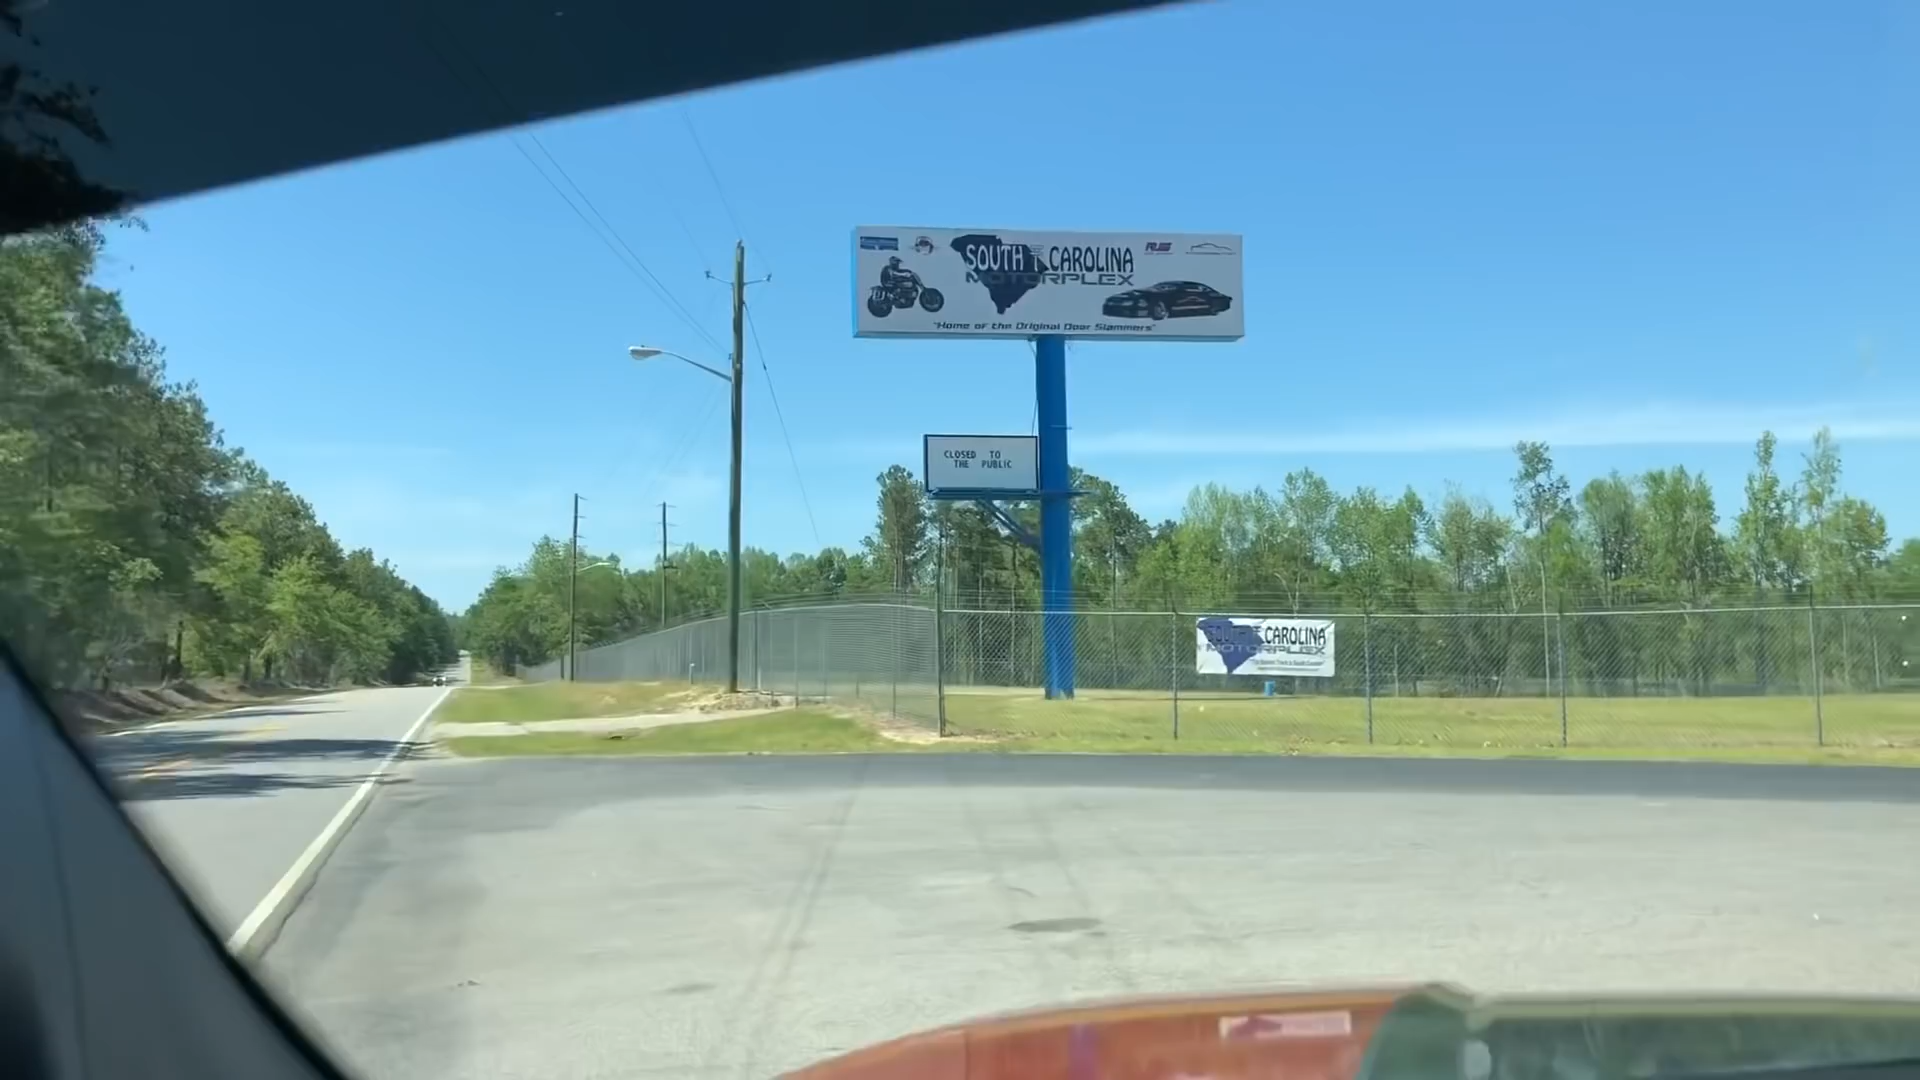 SOUTH CAROLINA
MOTORPLEX
"Home of the Original Door Slammers"
CLOSED TO
THE PUBLIC
SOUTH CAROLINA
MOTORPLEX